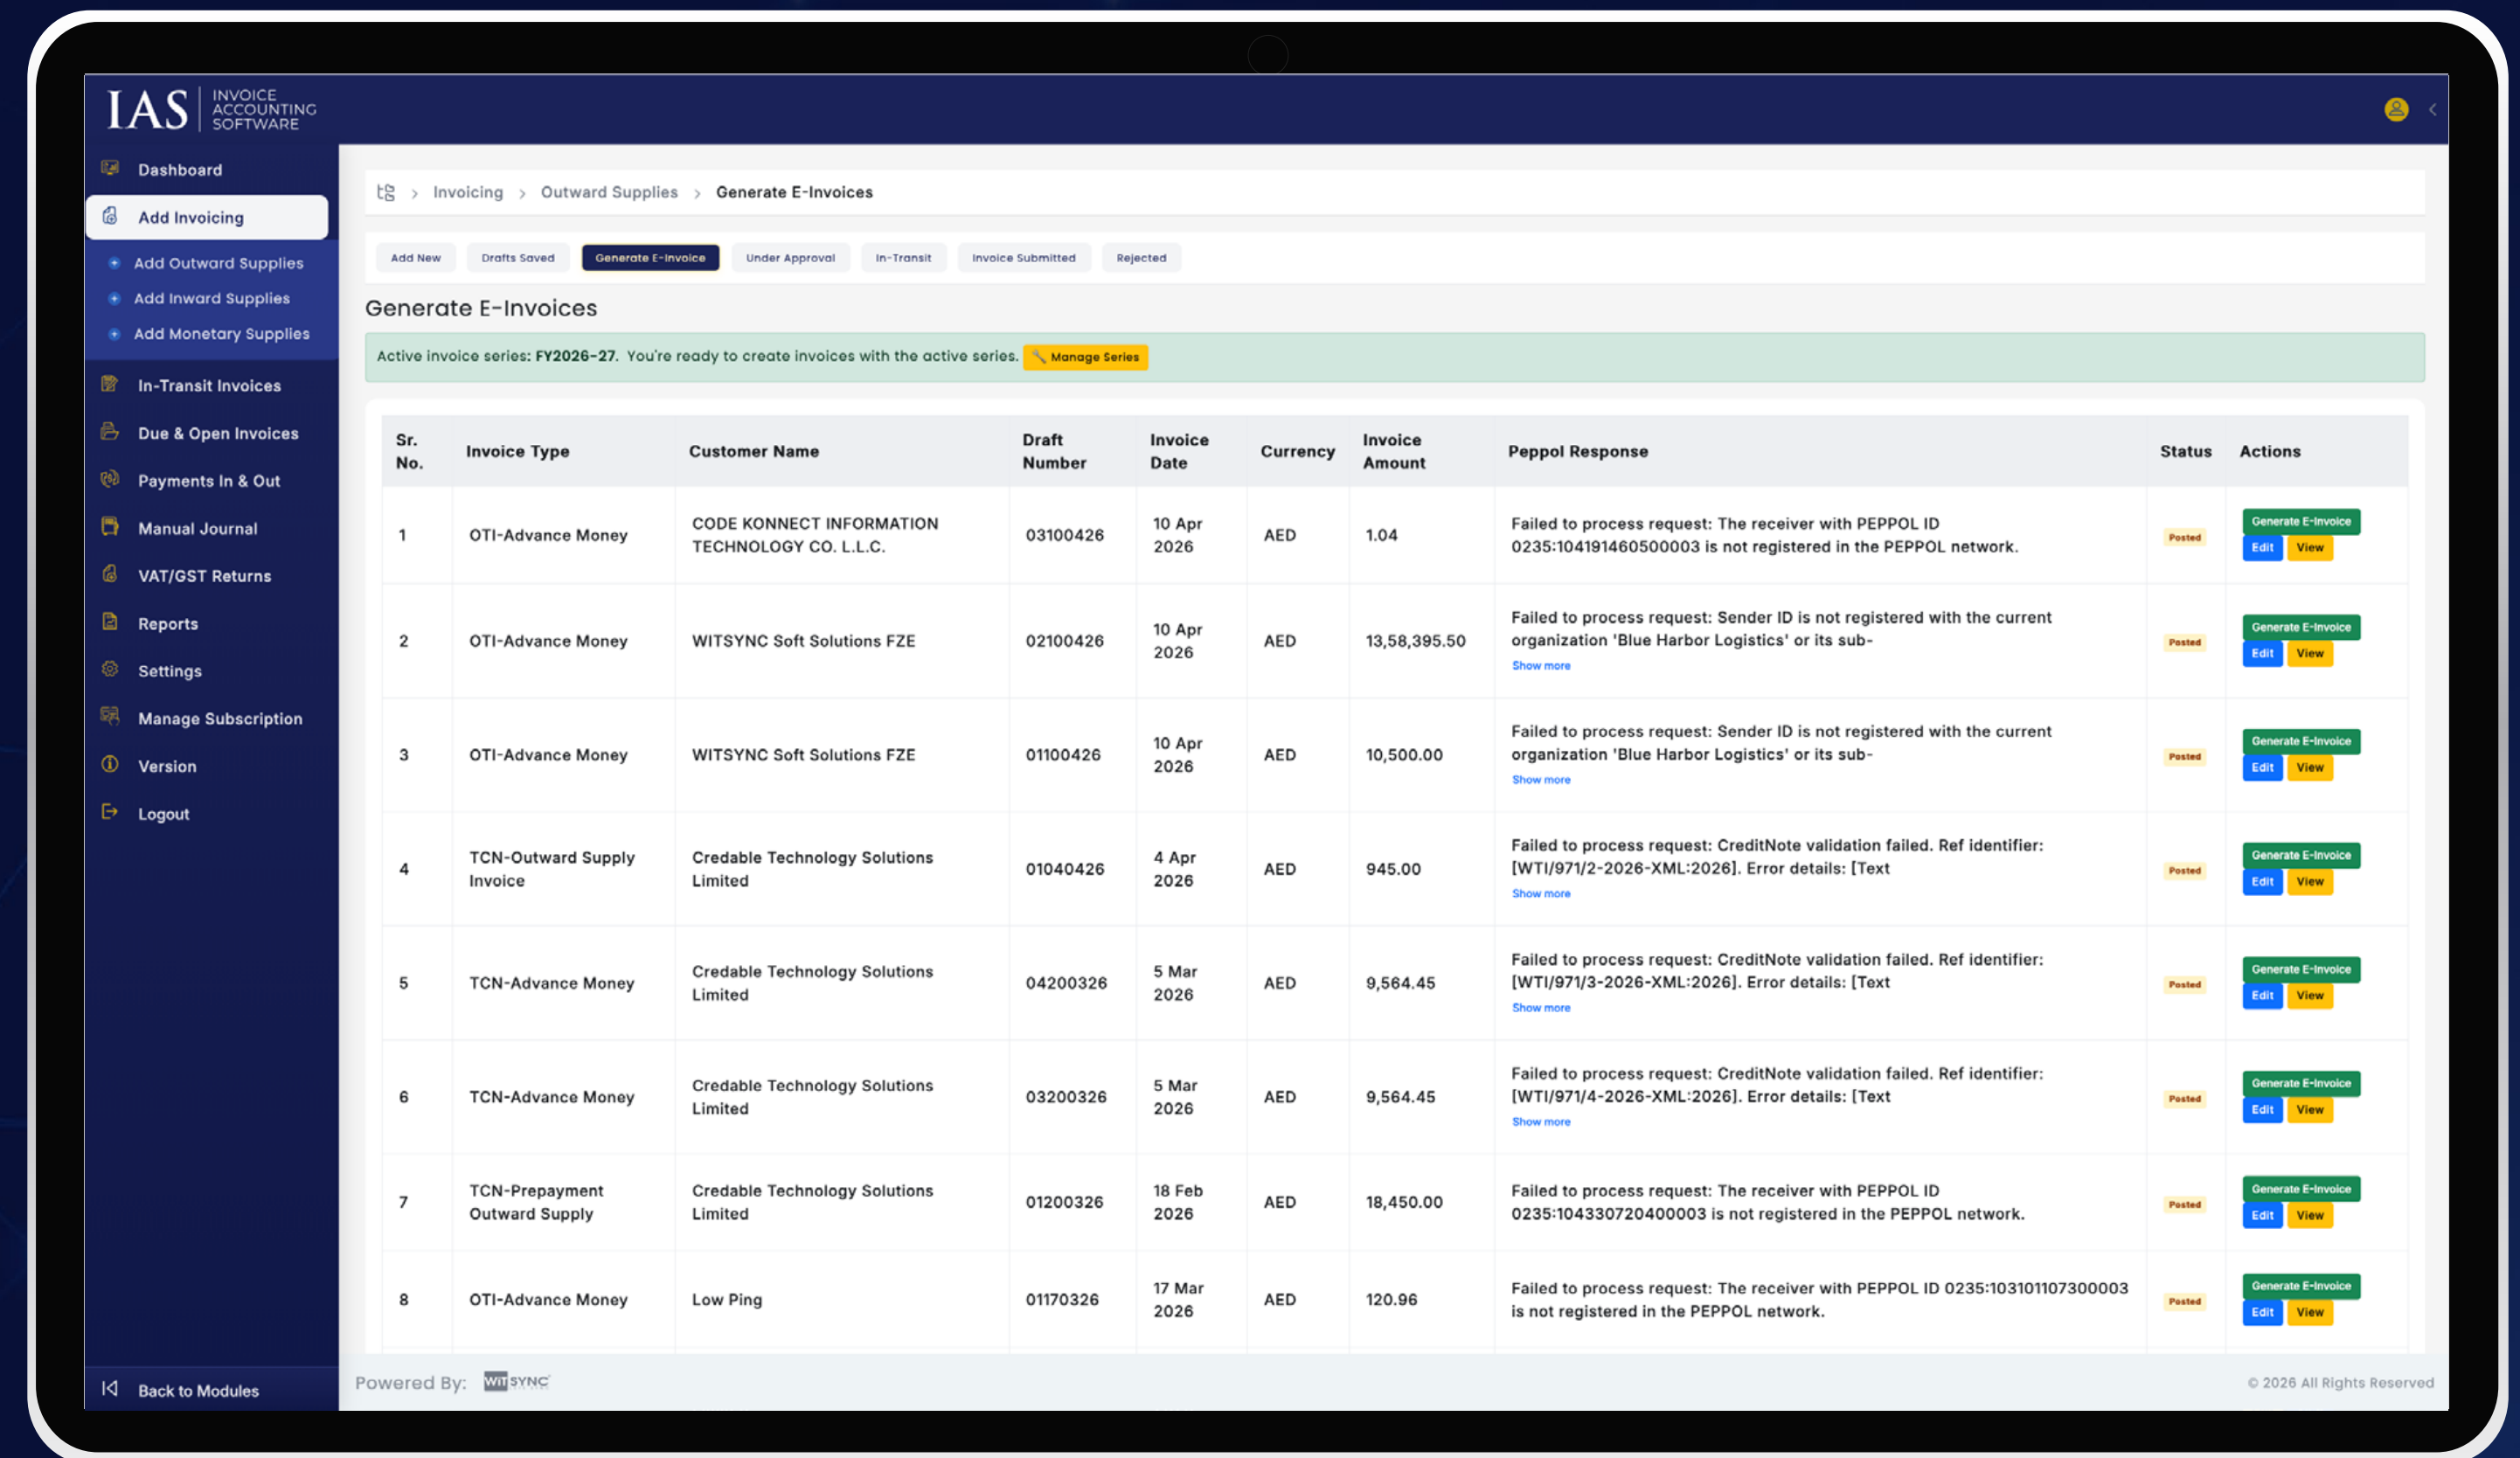 IAS
INVOICE
ACCOUNTING
SOFTWARE
Dashboard
Add Invoicing
Add Outward Supplies
Add Inward Supplies
Add Monetary Supplies
In-Transit Invoices
Due & Open Invoices
Payments In & Out
Manual Journal
VAT/GST Returns
Reports
Settings
Manage Subscription
Version
Logout
Back to Modules
> Invoicing > Outward Supplies > Generate E-Invoices
Add New Drafts Saved Generate E-Invoice Under Approval In-Transit Invoice Submitted Rejected
Generate E-Invoices
Active invoice series: FY2026-27. You're ready to create invoices with the active series. Manage Series
Sr. No. Invoice Type Customer Name Draft Number Invoice Date Currency Invoice Amount Peppol Response Status Actions
1 OTI-Advance Money CODE KONNECT INFORMATION TECHNOLOGY CO. L.L.C. 03100426 10 Apr 2026 AED 1.04 Failed to process request: The receiver with PEPPOL ID 0235:104191460500003 is not registered in the PEPPOL network. Posted Generate E-Invoice Edit View
2 OTI-Advance Money WITSYNC Soft Solutions FZE 02100426 10 Apr 2026 AED 13,58,395.50 Failed to process request: Sender ID is not registered with the current organization 'Blue Harbor Logistics' or its sub- Show more Posted Generate E-Invoice Edit View
3 OTI-Advance Money WITSYNC Soft Solutions FZE 01100426 10 Apr 2026 AED 10,500.00 Failed to process request: Sender ID is not registered with the current organization 'Blue Harbor Logistics' or its sub- Show more Posted Generate E-Invoice Edit View
4 TCN-Outward Supply Invoice Credable Technology Solutions Limited 01040426 4 Apr 2026 AED 945.00 Failed to process request: CreditNote validation failed. Ref identifier: [WTI/971/2-2026-XML:2026]. Error details: [Text Show more Posted Generate E-Invoice Edit View
5 TCN-Advance Money Credable Technology Solutions Limited 04200326 5 Mar 2026 AED 9,564.45 Failed to process request: CreditNote validation failed. Ref identifier: [WTI/971/3-2026-XML:2026]. Error details: [Text Show more Posted Generate E-Invoice Edit View
6 TCN-Advance Money Credable Technology Solutions Limited 03200326 5 Mar 2026 AED 9,564.45 Failed to process request: CreditNote validation failed. Ref identifier: [WTI/971/4-2026-XML:2026]. Error details: [Text Show more Posted Generate E-Invoice Edit View
7 TCN-Prepayment Outward Supply Credable Technology Solutions Limited 01200326 18 Feb 2026 AED 18,450.00 Failed to process request: The receiver with PEPPOL ID 0235:104330720400003 is not registered in the PEPPOL network. Posted Generate E-Invoice Edit View
8 OTI-Advance Money Low Ping 01170326 17 Mar 2026 AED 120.96 Failed to process request: The receiver with PEPPOL ID 0235:103101107300003 is not registered in the PEPPOL network. Posted Generate E-Invoice Edit View
Powered By: WiTSYNC
© 2026 All Rights Reserved